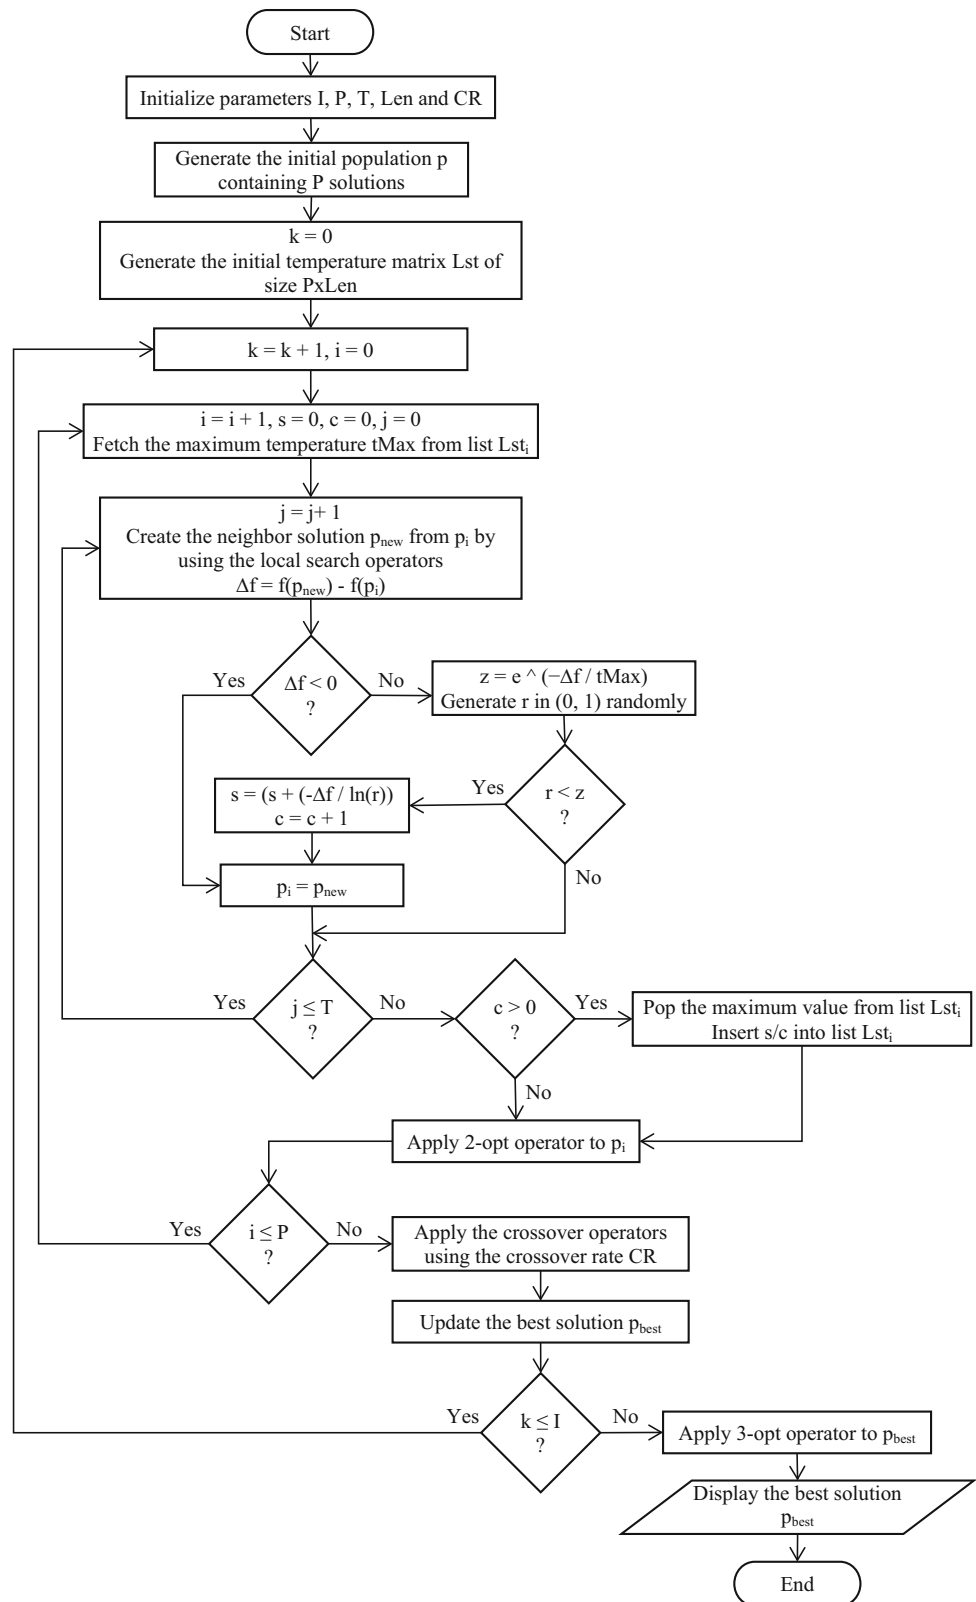 Start
Initialize parameters I, P, T, Len and CR
Generate the initial population p
containing P solutions
k = 0
Generate the initial temperature matrix Lst of
size PxLen
k = k + 1, i = 0
i = i + 1, s = 0, c = 0, j = 0
Fetch the maximum temperature tMax from list Lstᵢ
j = j+ 1
Create the neighbor solution pnew from pᵢ by
using the local search operators
Δf = f(pnew) - f(pᵢ)
Yes
Δf < 0
?
No
z = e ^ (−Δf / tMax)
Generate r in (0, 1) randomly
s = (s + (-Δf / ln(r))
c = c + 1
Yes
r < z
?
No
pᵢ = pnew
Yes
j ≤ T
?
No
c > 0
?
Yes
Pop the maximum value from list Lstᵢ
Insert s/c into list Lstᵢ
No
Apply 2-opt operator to pᵢ
Yes
i ≤ P
?
No
Apply the crossover operators
using the crossover rate CR
Update the best solution pbest
Yes
k ≤ I
?
No
Apply 3-opt operator to pbest
Display the best solution
pbest
End